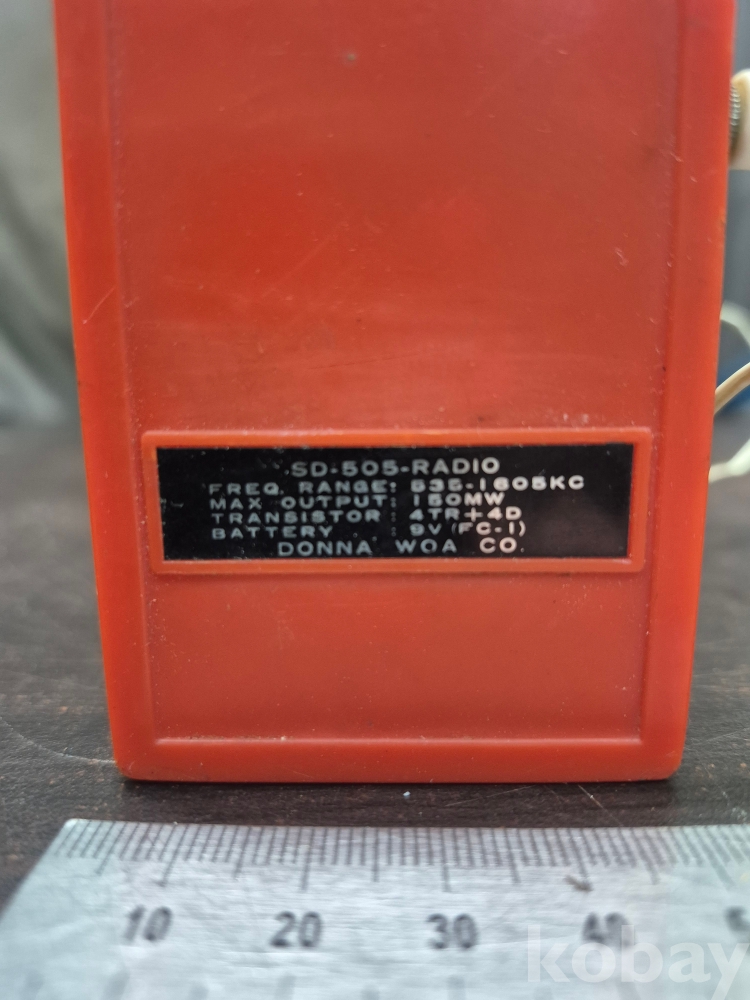 SD-505-RADIO
FREQ. RANGE: 535-1605KC
MAX OUTPUT: 150MW
TRANSISTOR : 4TR+4D
BATTERY : 9V (FC-1)
DONNA WOA CO.
10 20 30 40
kobay